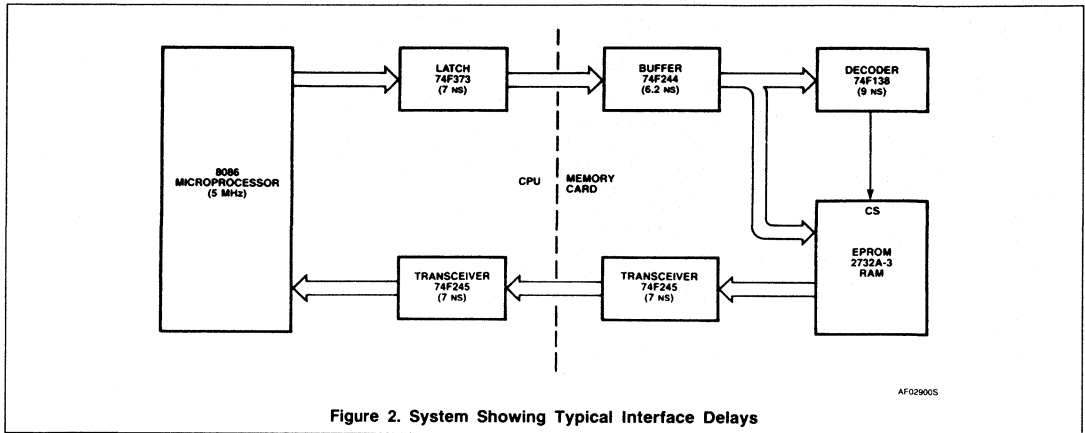 LATCH
74F373
(7 NS)
BUFFER
74F244
(6.2 NS)
DECODER
74F138
(9 NS)
8086
MICROPROCESSOR
(5 MHz)
CPU
MEMORY
CARD
CS
EPROM
2732A-3
RAM
TRANSCEIVER
74F245
(7 NS)
TRANSCEIVER
74F245
(7 NS)
AF02900S
Figure 2. System Showing Typical Interface Delays